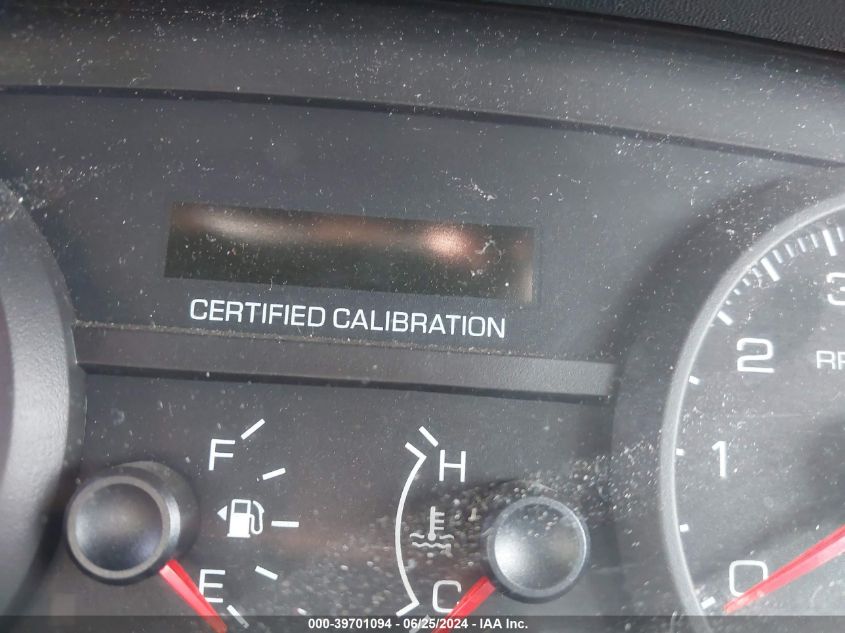 CERTIFIED CALIBRATION
3
2
RP
1
0
F
E
H
C
000-39701094 - 06/25/2024 - IAA Inc.